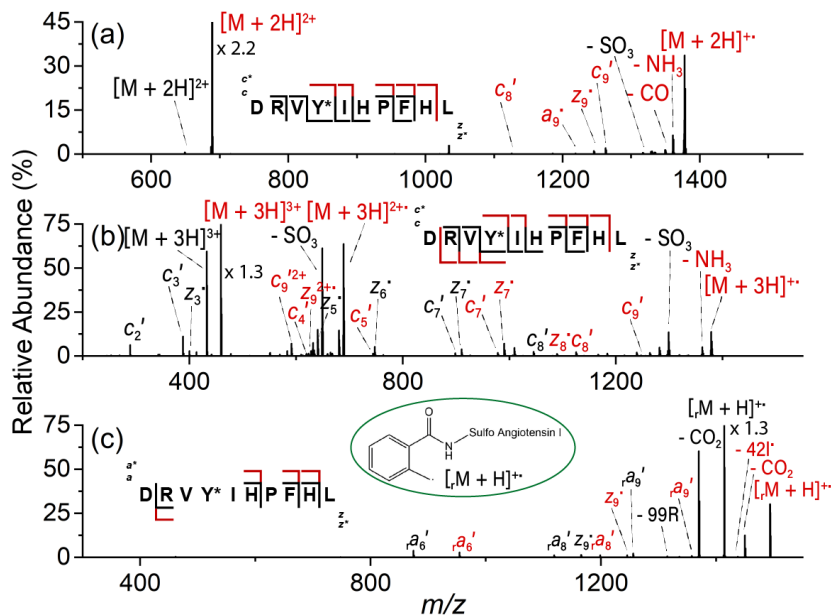 Relative Abundance (%)
(a)
[M + 2H]²⁺
x 2.2
[M + 2H]²⁺
c*
c
D R V Y* I H P F H L
z
z*
- SO₃
[M + 2H]⁺•
- NH₃
- CO
c₉'
z₉•
a₉•
c₈'
45
30
15
0
600 800 1000 1200 1400
(b)
[M + 3H]³⁺ [M + 3H]²⁺•
[M + 3H]³⁺
x 1.3
- SO₃
c*
c
D R V Y* I H P F H L
z
z*
- SO₃
- NH₃
[M + 3H]⁺•
c₂'
c₃'
z₃•
c₉'²⁺
c₄'
z₉²⁺•
z₅•
c₅'
z₆•
c₇'
z₇•
c₇'
z₇•
c₈'
z₈•
c₈'
c₉'
75
50
25
0
400 800 1200
(c)
a*
a
D R V Y* I H P F H L
z
z*
O
N
H
Sulfo Angiotensin I
[ᵣM + H]⁺•
[ᵣM + H]⁺•
x 1.3
- CO₂
- 42I•
- CO₂
[ᵣM + H]⁺•
ᵣa₉'
ᵣa₉'
z₉•
- 99R
ᵣa₆'
ᵣa₆'
ᵣa₈'
z₉•
ᵣa₈'
75
50
25
0
400 800 1200
m/z